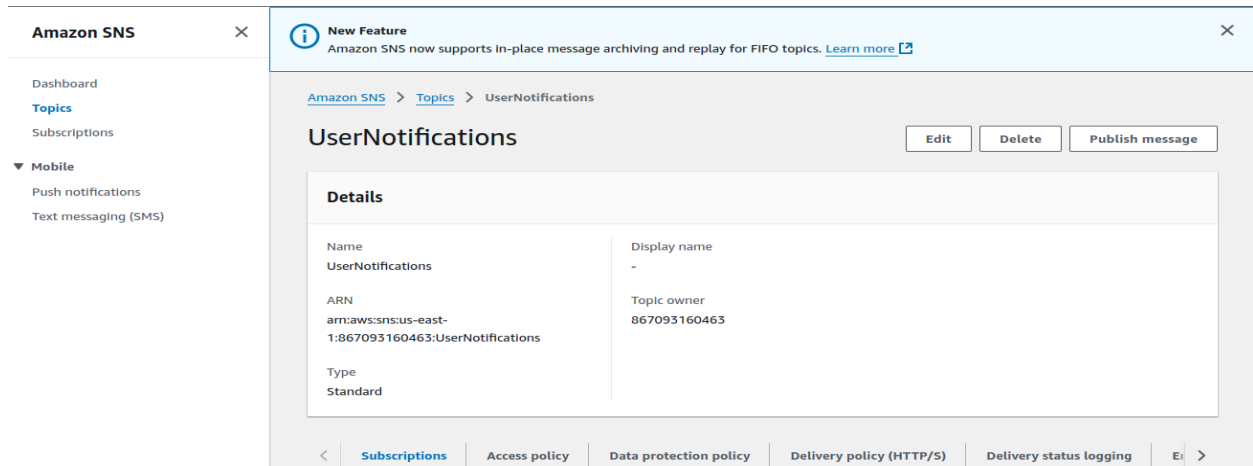 Amazon SNS
Dashboard
Topics
Subscriptions
Mobile
Push notifications
Text messaging (SMS)
New Feature
Amazon SNS now supports in-place message archiving and replay for FIFO topics. Learn more
Amazon SNS > Topics > UserNotifications
UserNotifications
Edit
Delete
Publish message
Details
Name
UserNotifications
ARN
arn:aws:sns:us-east-
1:867093160463:UserNotifications
Type
Standard
Display name
-
Topic owner
867093160463
Subscriptions
Access policy
Data protection policy
Delivery policy (HTTP/S)
Delivery status logging